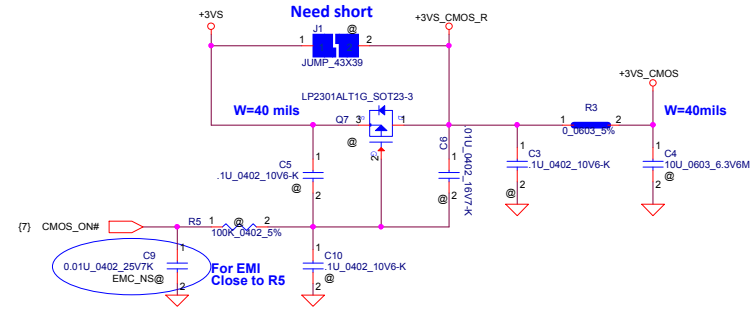 Need short
+3VS
+3VS_CMOS_R
J1
@
1
2
JUMP_43X39
+3VS_CMOS
LP2301ALT1G_SOT23-3
W=40 mils
Q7
3
1
@
2
R3
1
2
0_0603_5%
W=40mils
C5
.1U_0402_10V6-K
@
1
2
C6
.01U_0402_16V7-K
@
1
2
C3
.1U_0402_10V6-K
@
1
2
C4
10U_0603_6.3V6M
@
1
2
{7} CMOS_ON#
R5
1
@
2
100K_0402_5%
C9
0.01U_0402_25V7K
EMC_NS@
1
2
For EMI
Close to R5
C10
.1U_0402_10V6-K
@
1
2